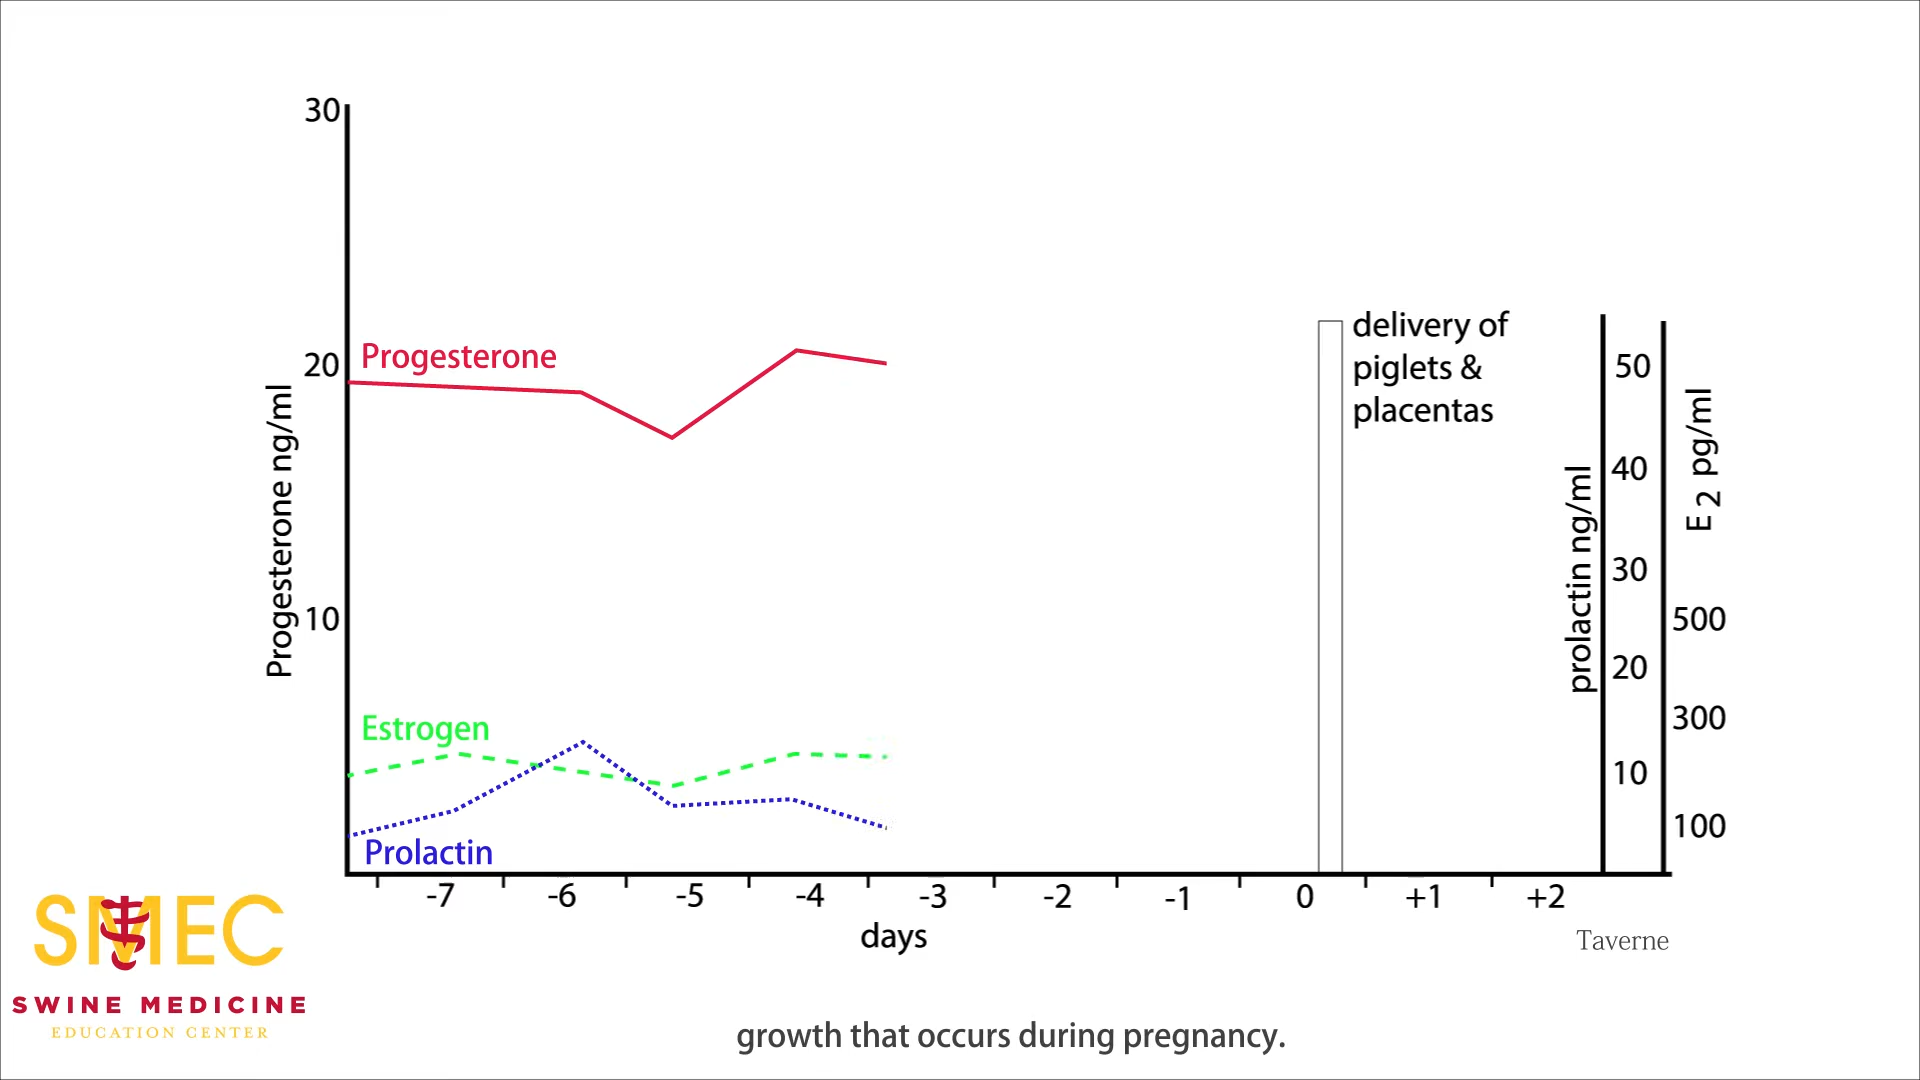 30
20
10
Progesterone ng/ml
Progesterone
Estrogen
Prolactin
delivery of
piglets &
placentas
prolactin ng/ml
50
40
30
20
10
E 2 pg/ml
500
300
100
-7 -6 -5 -4 -3 -2 -1 0 +1 +2
days
Taverne
SMEC
SWINE MEDICINE
EDUCATION CENTER
growth that occurs during pregnancy.